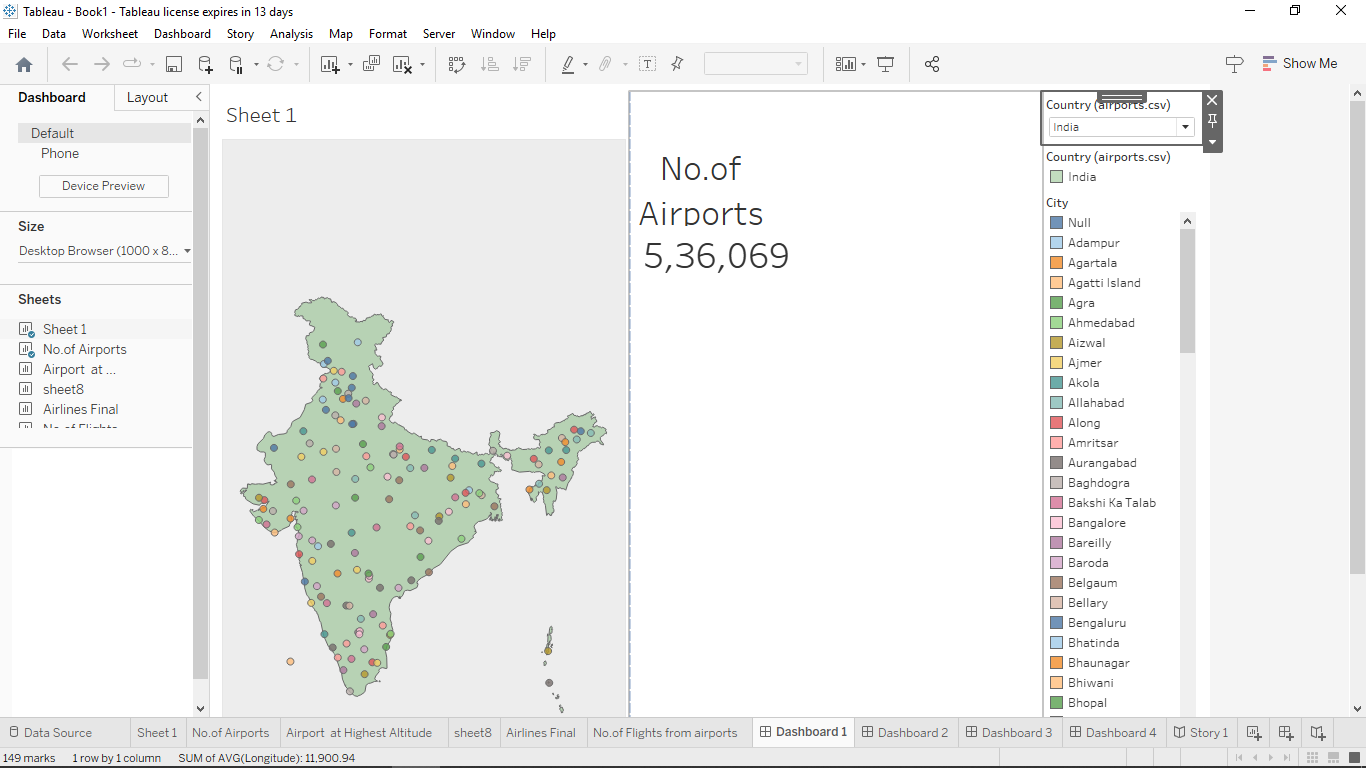 Tableau - Book1 - Tableau license expires in 13 days
File Data Worksheet Dashboard Story Analysis Map Format Server Window Help
Show Me
Dashboard Layout
Default
Phone
Device Preview
Size
Desktop Browser (1000 x 8...
Sheets
Sheet 1
No.of Airports
Airport at ...
sheet8
Airlines Final
No.of Flights
Sheet 1
No.of
Airports
5,36,069
Country (airports.csv)
India
Country (airports.csv)
India
City
Null
Adampur
Agartala
Agatti Island
Agra
Ahmedabad
Aizwal
Ajmer
Akola
Allahabad
Along
Amritsar
Aurangabad
Baghdogra
Bakshi Ka Talab
Bangalore
Bareilly
Baroda
Belgaum
Bellary
Bengaluru
Bhatinda
Bhaunagar
Bhiwani
Bhopal
Data Source Sheet 1 No.of Airports Airport at Highest Altitude sheet8 Airlines Final No.of Flights from airports Dashboard 1 Dashboard 2 Dashboard 3 Dashboard 4 Story 1
149 marks 1 row by 1 column SUM of AVG(Longitude): 11,900.94